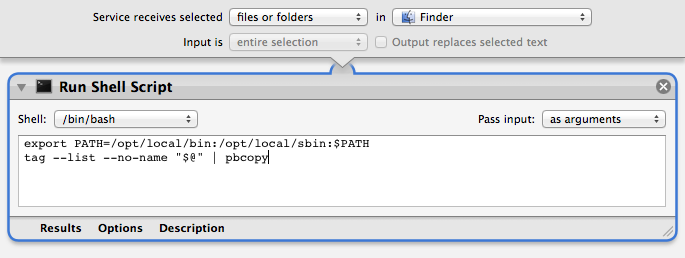 Service receives selected files or folders in Finder
Input is entire selection Output replaces selected text
Run Shell Script
Shell: /bin/bash Pass input: as arguments
export PATH=/opt/local/bin:/opt/local/sbin:$PATH
tag --list --no-name "$@" | pbcopy
Results Options Description